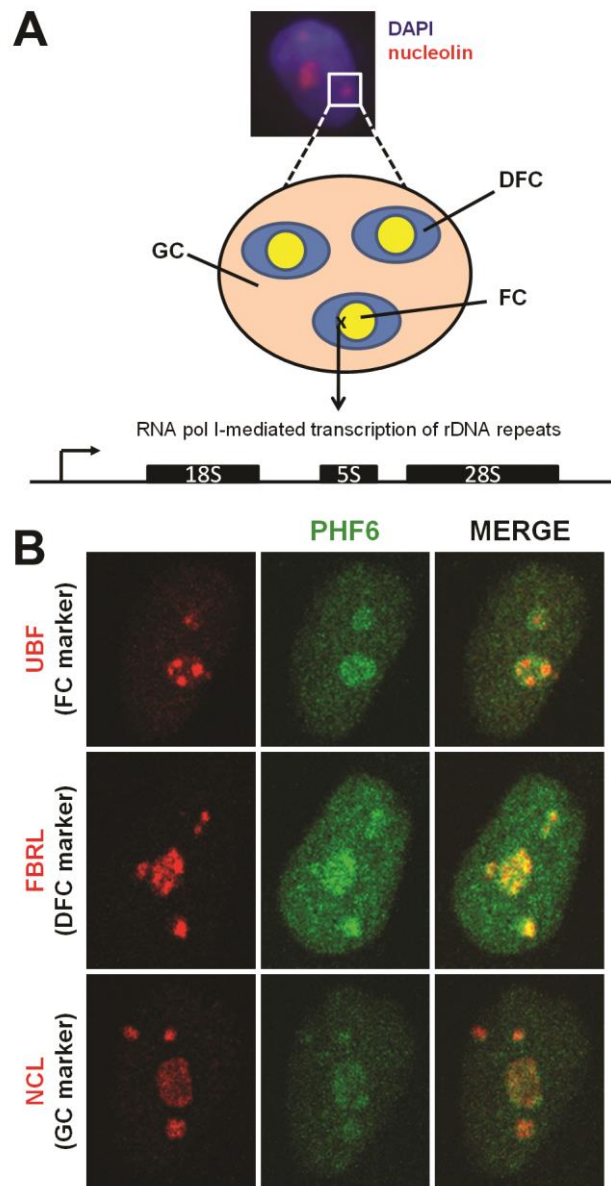 A
DAPI
nucleolin
DFC
GC
FC
x
RNA pol I-mediated transcription of rDNA repeats
18S 5S 28S
B
PHF6 MERGE
UBF
(FC marker)
FBRL
(DFC marker)
NCL
(GC marker)